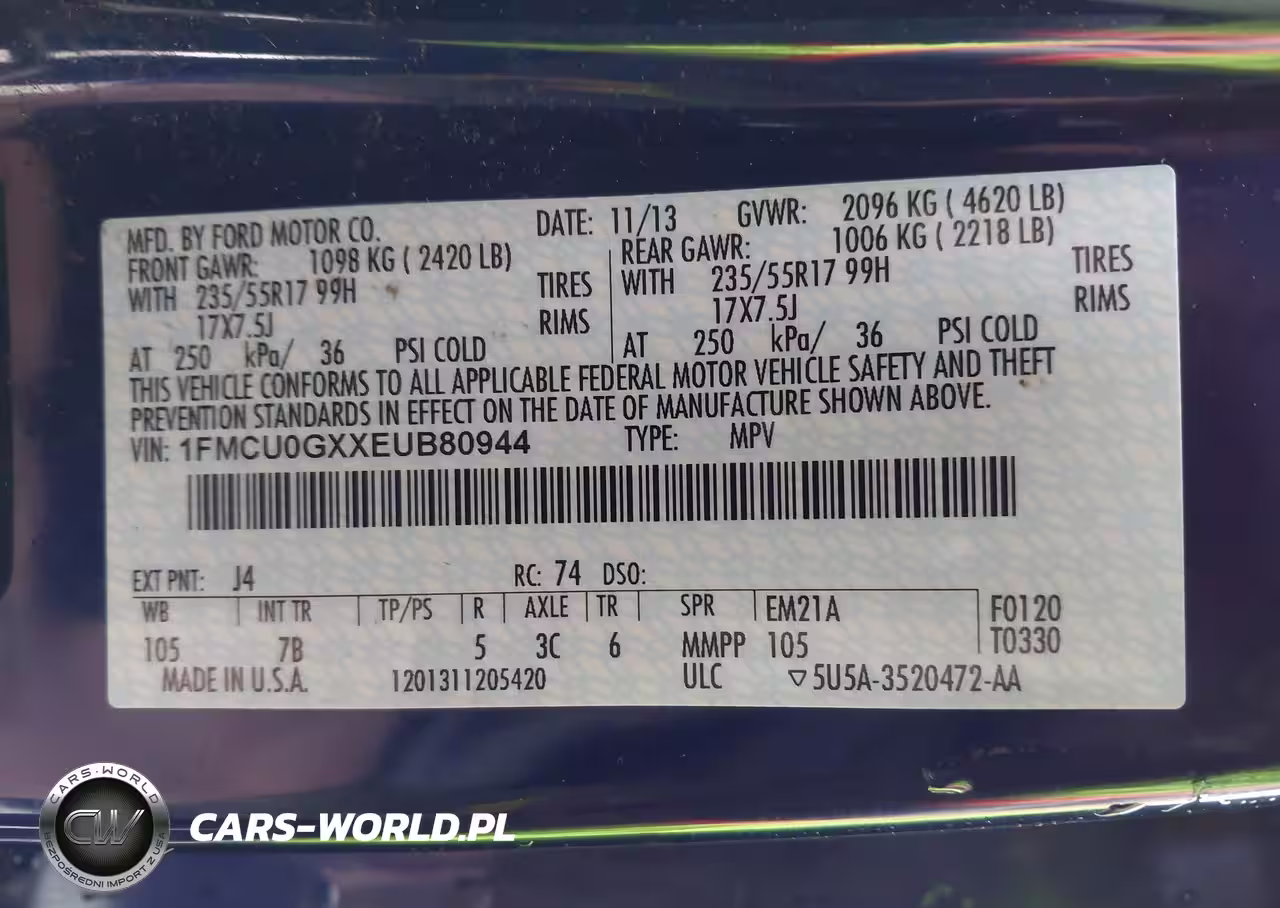 MFD. BY FORD MOTOR CO. DATE: 11/13 GVWR: 2096 KG ( 4620 LB)
FRONT GAWR: 1098 KG ( 2420 LB) REAR GAWR: 1006 KG ( 2218 LB)
WITH 235/55R17 99H TIRES WITH 235/55R17 99H TIRES
17X7.5J RIMS 17X7.5J RIMS
AT 250 kPa/ 36 PSI COLD AT 250 kPa/ 36 PSI COLD
THIS VEHICLE CONFORMS TO ALL APPLICABLE FEDERAL MOTOR VEHICLE SAFETY AND THEFT
PREVENTION STANDARDS IN EFFECT ON THE DATE OF MANUFACTURE SHOWN ABOVE.
VIN: 1FMCU0GXXEUB80944 TYPE: MPV
EXT PNT: J4 RC: 74 DSO:
WB INT TR TP/PS R AXLE TR SPR EM21A F0120
105 7B 5 3C 6 MMPP 105 T0330
MADE IN U.S.A. 1201311205420 ULC ▽5U5A-3520472-AA
CARS-WORLD
CW
BEZPOŚREDNI IMPORT Z USA
CARS-WORLD.PL